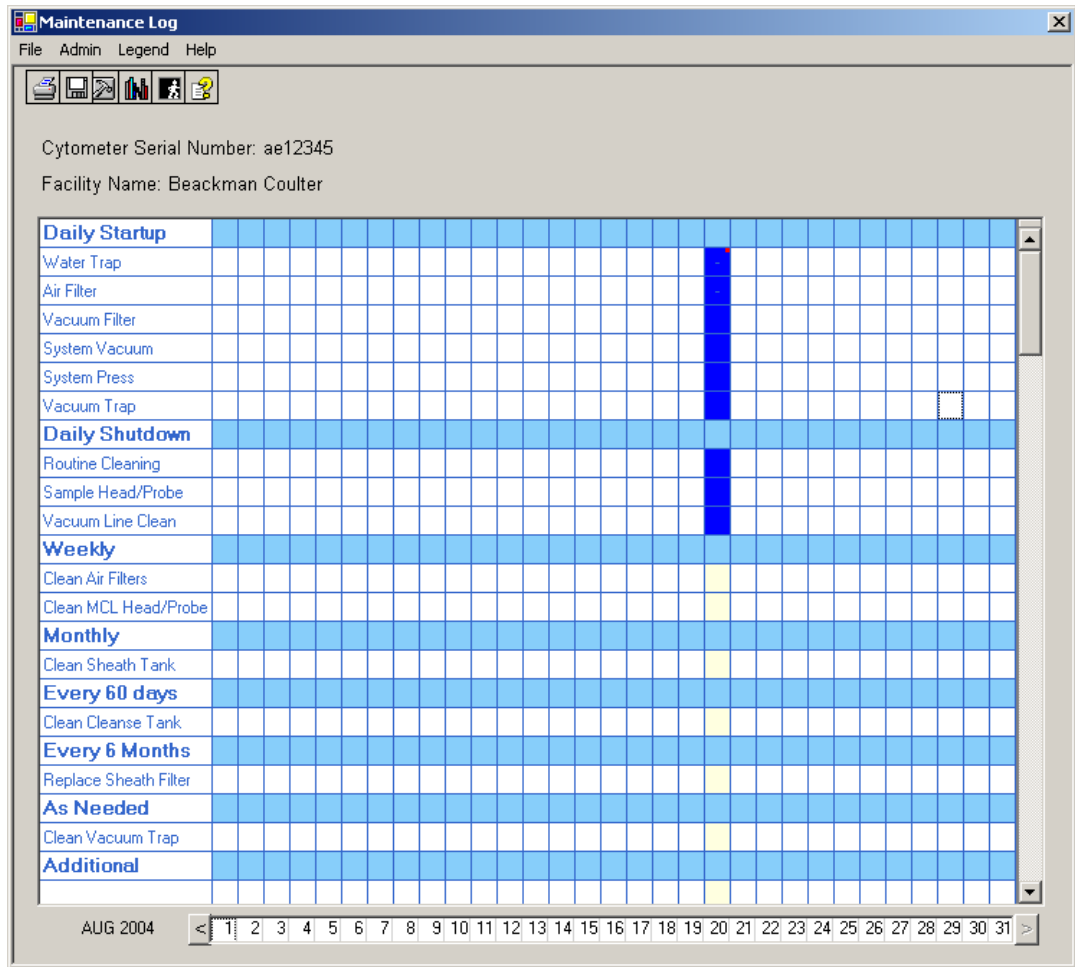 Maintenance Log
File Admin Legend Help
Cytometer Serial Number: ae12345
Facility Name: Beackman Coulter
Daily Startup
Water Trap -
Air Filter -
Vacuum Filter
System Vacuum
System Press
Vacuum Trap
Daily Shutdown
Routine Cleaning
Sample Head/Probe
Vacuum Line Clean
Weekly
Clean Air Filters
Clean MCL Head/Probe
Monthly
Clean Sheath Tank
Every 60 days
Clean Cleanse Tank
Every 6 Months
Replace Sheath Filter
As Needed
Clean Vacuum Trap
Additional
AUG 2004 < 1 2 3 4 5 6 7 8 9 10 11 12 13 14 15 16 17 18 19 20 21 22 23 24 25 26 27 28 29 30 31 >